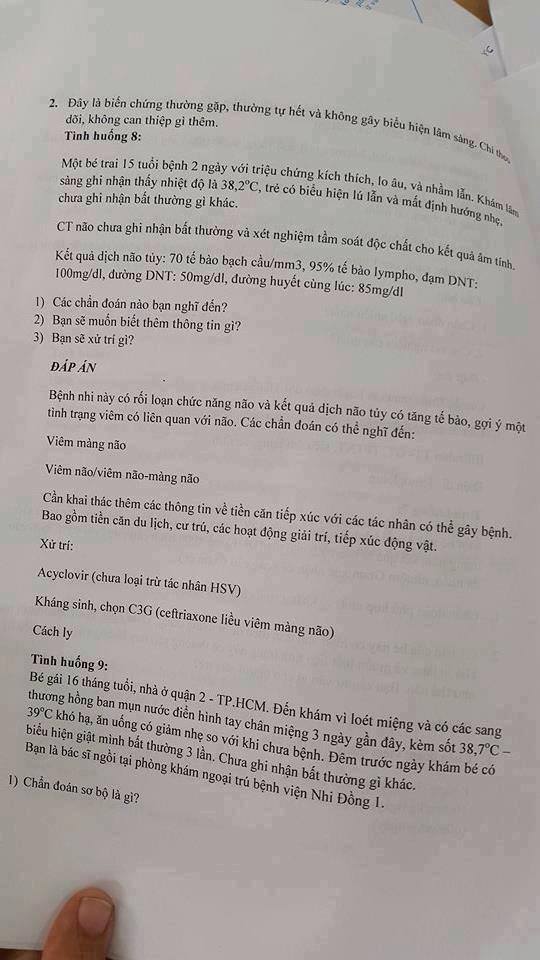 2. Đây là biến chứng thường gặp, thường tự hết và không gây biểu hiện lâm sàng. Chỉ theo
dõi, không can thiệp gì thêm.
Tình huống 8:
Một bé trai 15 tuổi bệnh 2 ngày với triệu chứng kích thích, lo âu, và nhầm lẫn. Khám lâm
sàng ghi nhận thấy nhiệt độ là 38,2°C, trẻ có biểu hiện lú lẫn và mất định hướng nhẹ,
chưa ghi nhận bất thường gì khác.
CT não chưa ghi nhận bất thường và xét nghiệm tầm soát độc chất cho kết quả âm tính.
Kết quả dịch não tủy: 70 tế bào bạch cầu/mm3, 95% tế bào lympho, đạm DNT:
100mg/dl, đường DNT: 50mg/dl, đường huyết cùng lúc: 85mg/dl
1) Các chẩn đoán nào bạn nghĩ đến?
2) Bạn sẽ muốn biết thêm thông tin gì?
3) Bạn sẽ xử trí gì?
ĐÁP ÁN
Bệnh nhi này có rối loạn chức năng não và kết quả dịch não tủy có tăng tế bào, gợi ý một
tình trạng viêm có liên quan với não. Các chẩn đoán có thể nghĩ đến:
Viêm màng não
Viêm não/viêm não-màng não
Cần khai thác thêm các thông tin về tiền căn tiếp xúc với các tác nhân có thể gây bệnh.
Bao gồm tiền căn du lịch, cư trú, các hoạt động giải trí, tiếp xúc động vật.
Xử trí:
Acyclovir (chưa loại trừ tác nhân HSV)
Kháng sinh, chọn C3G (ceftriaxone liều viêm màng não)
Cách ly
Tình huống 9:
Bé gái 16 tháng tuổi, nhà ở quận 2 - TP.HCM. Đến khám vì loét miệng và có các sang
thương hồng ban mụn nước điển hình tay chân miệng 3 ngày gần đây, kèm sốt 38,7°C –
39°C khó hạ, ăn uống có giảm nhẹ so với khi chưa bệnh. Đêm trước ngày khám bé có
biểu hiện giật mình bất thường 3 lần. Chưa ghi nhận bất thường gì khác.
Bạn là bác sĩ ngồi tại phòng khám ngoại trú bệnh viện Nhi Đồng 1.
1) Chẩn đoán sơ bộ là gì?